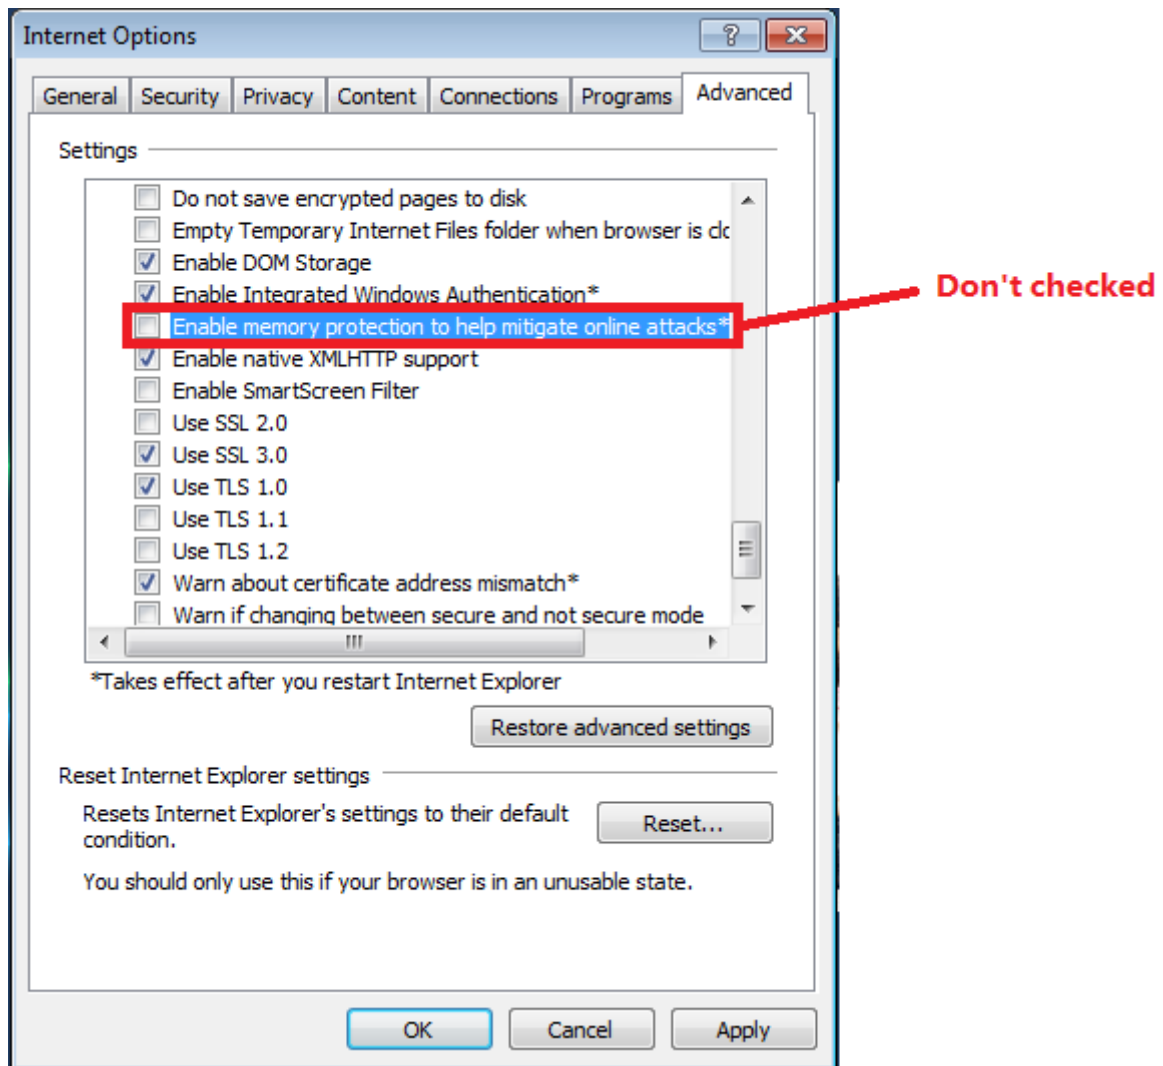 Internet Options
General Security Privacy Content Connections Programs Advanced
Settings
Do not save encrypted pages to disk
Empty Temporary Internet Files folder when browser is clc
Enable DOM Storage
Enable Integrated Windows Authentication*
Enable memory protection to help mitigate online attacks*
Don't checked
Enable native XMLHTTP support
Enable SmartScreen Filter
Use SSL 2.0
Use SSL 3.0
Use TLS 1.0
Use TLS 1.1
Use TLS 1.2
Warn about certificate address mismatch*
Warn if changing between secure and not secure mode
*Takes effect after you restart Internet Explorer
Restore advanced settings
Reset Internet Explorer settings
Resets Internet Explorer's settings to their default
condition.
Reset...
You should only use this if your browser is in an unusable state.
OK Cancel Apply